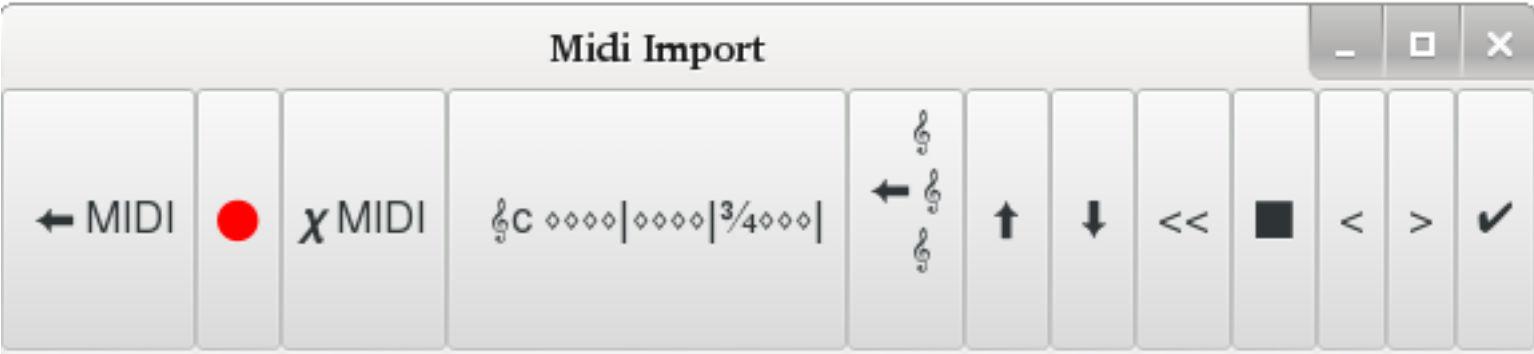 Midi Import
← MIDI ● χ MIDI 𝄞c ⋄⋄⋄⋄|⋄⋄⋄⋄|¾⋄⋄⋄| 𝄞 ← 𝄞 𝄞 ↑ ↓ << ■ < > ✔